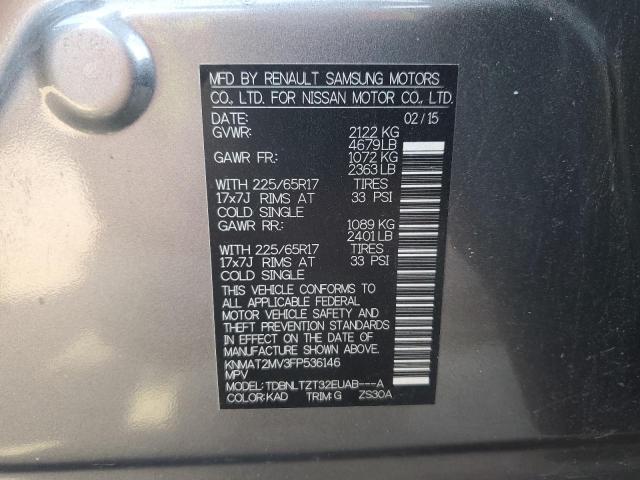 MFD BY RENAULT SAMSUNG MOTORS
CO., LTD. FOR NISSAN MOTOR CO., LTD.
DATE: 02/15
GVWR: 2122 KG
4679 LB
GAWR FR: 1072 KG
2363 LB
WITH 225/65R17 TIRES
17x7J RIMS AT 33 PSI
COLD SINGLE
GAWR RR: 1089 KG
2401 LB
WITH 225/65R17 TIRES
17x7J RIMS AT 33 PSI
COLD SINGLE
THIS VEHICLE CONFORMS TO
ALL APPLICABLE FEDERAL
MOTOR VEHICLE SAFETY AND
THEFT PREVENTION STANDARDS
IN EFFECT ON THE DATE OF
MANUFACTURE SHOWN ABOVE.
KNMAT2MV3FP536146
MPV
MODEL: TDBNLTZT32EUAB---A
COLOR: KAD TRIM: G ZS30A